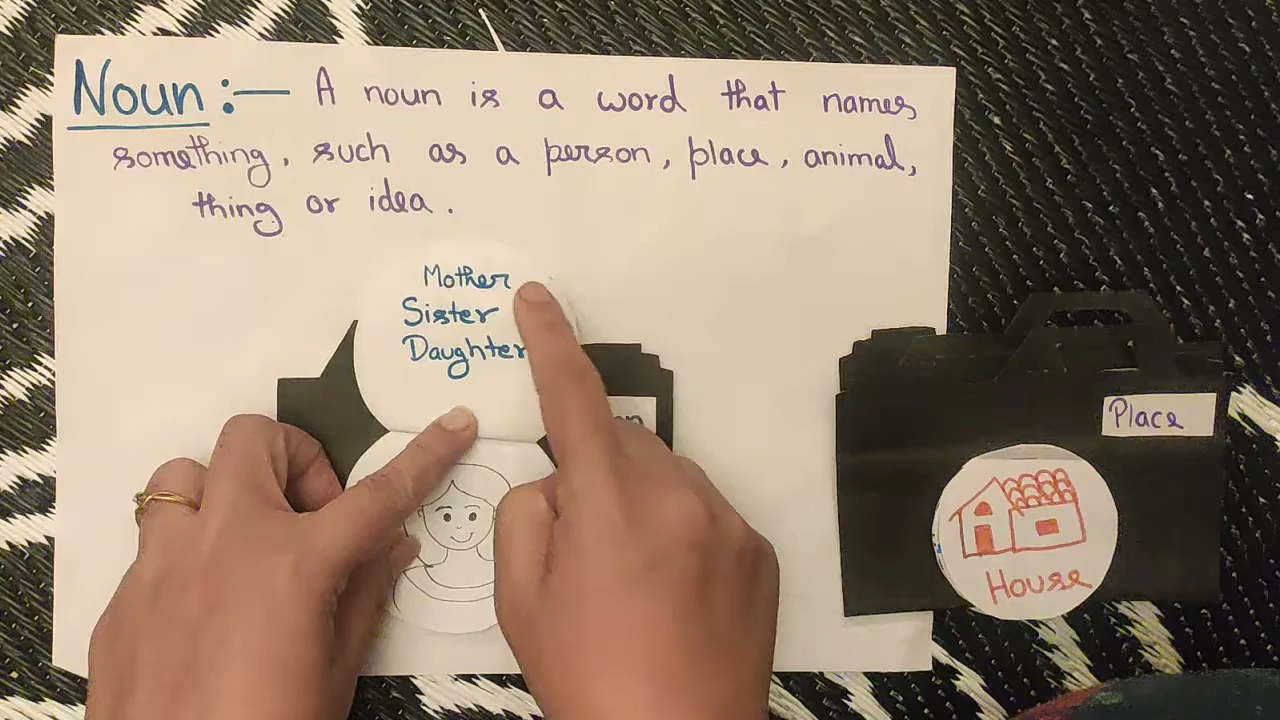 Noun :— A noun is a word that names
something, such as a person, place, animal,
thing or idea.
Mother
Sister
Daughter
Place
House